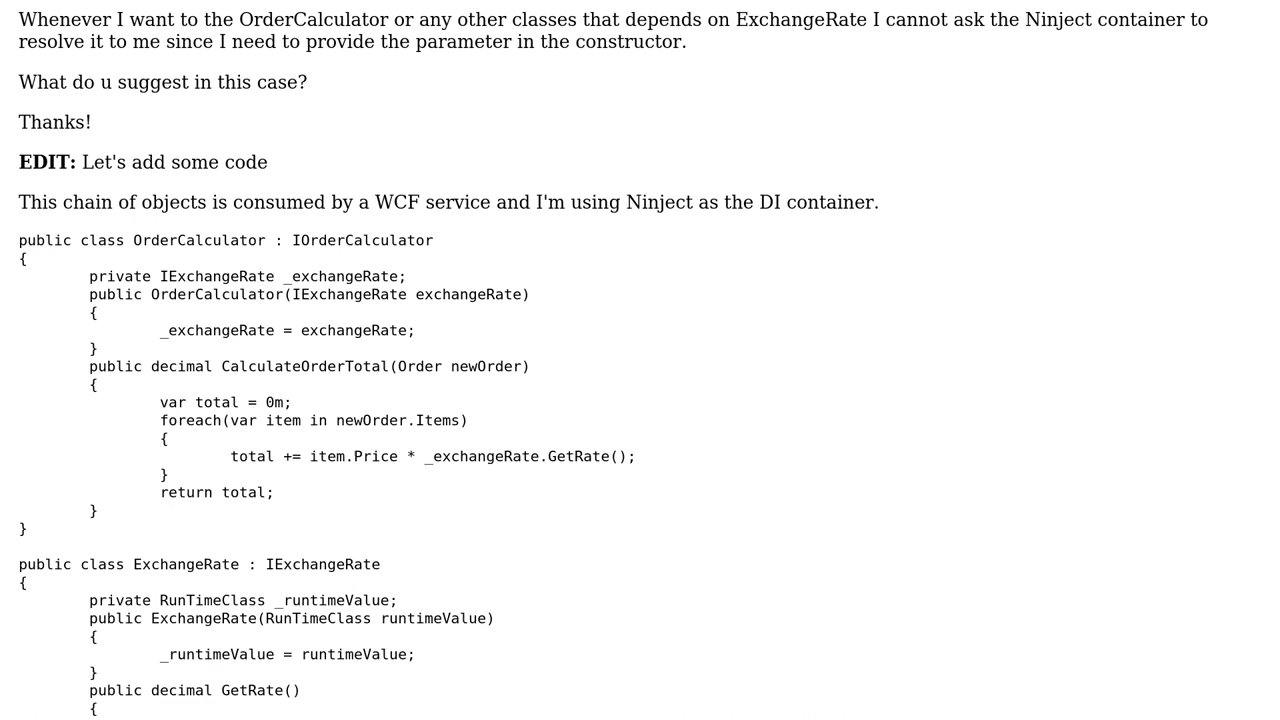 Whenever I want to the OrderCalculator or any other classes that depends on ExchangeRate I cannot ask the Ninject container to
resolve it to me since I need to provide the parameter in the constructor.
What do u suggest in this case?
Thanks!
EDIT: Let's add some code
This chain of objects is consumed by a WCF service and I'm using Ninject as the DI container.
public class OrderCalculator : IOrderCalculator
{
        private IExchangeRate _exchangeRate;
        public OrderCalculator(IExchangeRate exchangeRate)
        {
                _exchangeRate = exchangeRate;
        }
        public decimal CalculateOrderTotal(Order newOrder)
        {
                var total = 0m;
                foreach(var item in newOrder.Items)
                {
                        total += item.Price * _exchangeRate.GetRate();
                }
                return total;
        }
}
public class ExchangeRate : IExchangeRate
{
        private RunTimeClass _runtimeValue;
        public ExchangeRate(RunTimeClass runtimeValue)
        {
                _runtimeValue = runtimeValue;
        }
        public decimal GetRate()
        {